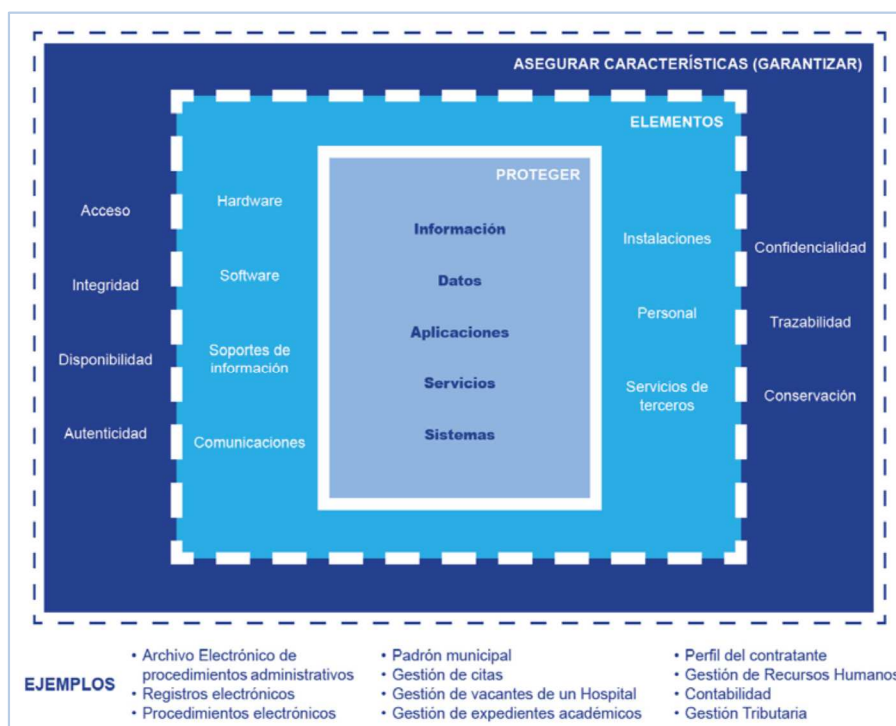 ASEGURAR CARACTERÍSTICAS (GARANTIZAR)
ELEMENTOS
PROTEGER
Acceso
Integridad
Disponibilidad
Autenticidad
Hardware
Software
Soportes de
información
Comunicaciones
Información
Datos
Aplicaciones
Servicios
Sistemas
Instalaciones
Personal
Servicios de
terceros
Confidencialidad
Trazabilidad
Conservación
EJEMPLOS
• Archivo Electrónico de
procedimientos administrativos
• Registros electrónicos
• Procedimientos electrónicos
• Padrón municipal
• Gestión de citas
• Gestión de vacantes de un Hospital
• Gestión de expedientes académicos
• Perfil del contratante
• Gestión de Recursos Humanos
• Contabilidad
• Gestión Tributaria